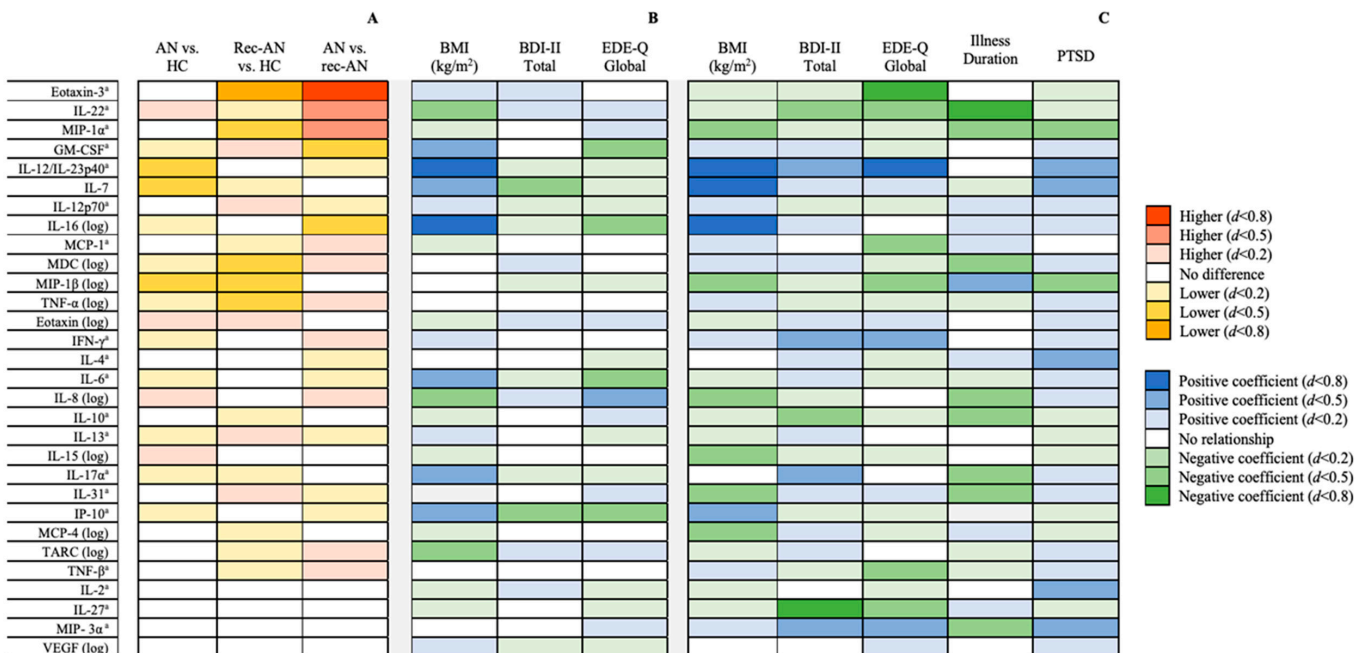 A B C
AN vs. HC
Rec-AN vs. HC
AN vs. rec-AN
BMI (kg/m²)
BDI-II Total
EDE-Q Global
BMI (kg/m²)
BDI-II Total
EDE-Q Global
Illness Duration
PTSD
Eotaxin-3ᵃ
IL-22ᵃ
MIP-1αᵃ
GM-CSFᵃ
IL-12/IL-23p40ᵃ
IL-7
IL-12p70ᵃ
IL-16 (log)
MCP-1ᵃ
MDC (log)
MIP-1β (log)
TNF-α (log)
Eotaxin (log)
IFN-γᵃ
IL-4ᵃ
IL-6ᵃ
IL-8 (log)
IL-10ᵃ
IL-13ᵃ
IL-15 (log)
IL-17αᵃ
IL-31ᵃ
IP-10ᵃ
MCP-4 (log)
TARC (log)
TNF-βᵃ
IL-2ᵃ
IL-27ᵃ
MIP- 3α ᵃ
VEGF (log)
Higher (d<0.8)
Higher (d<0.5)
Higher (d<0.2)
No difference
Lower (d<0.2)
Lower (d<0.5)
Lower (d<0.8)
Positive coefficient (d<0.8)
Positive coefficient (d<0.5)
Positive coefficient (d<0.2)
No relationship
Negative coefficient (d<0.2)
Negative coefficient (d<0.5)
Negative coefficient (d<0.8)